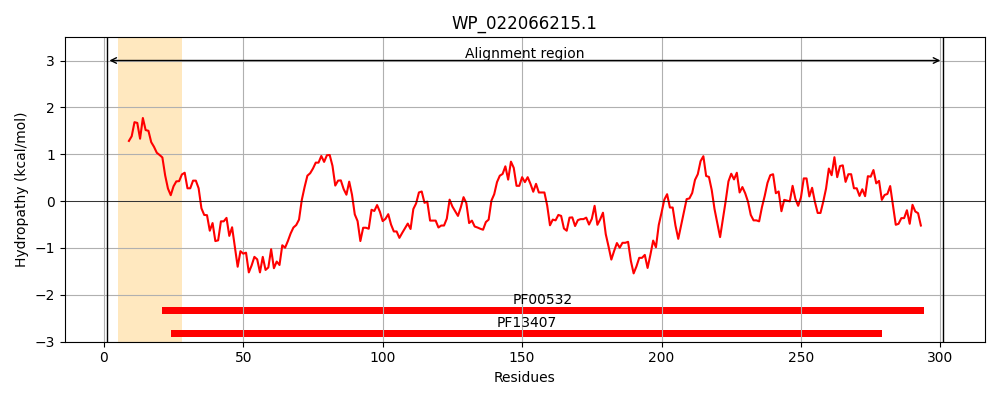 WP_022066215.1
Alignment region
3
2
1
0
−1
−2
−3
Hydropathy (kcal/mol)
PF00532
PF13407
0 50 100 150 200 250 300
Residues